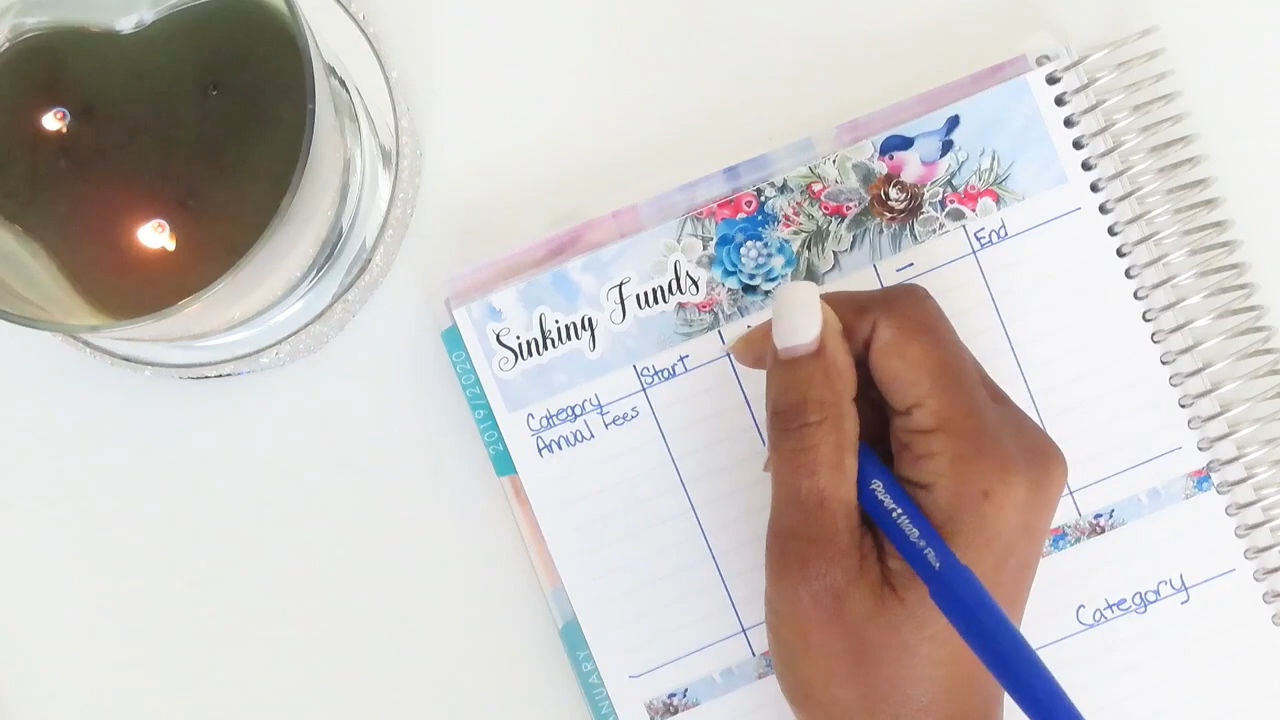 Sinking Funds
Category
Start
–
End
Annual Fees
2019/2020
Paper:Mate Flair
Category